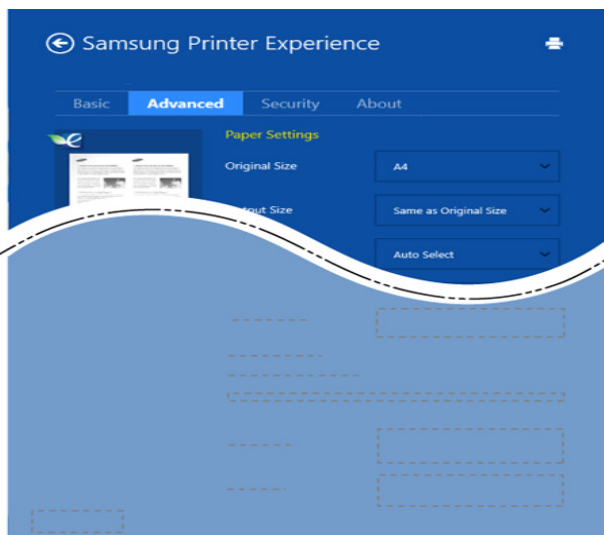 Samsung Printer Experience
Basic Advanced Security About
Paper Settings
Original Size A4
Size Same as Original Size
Auto Select